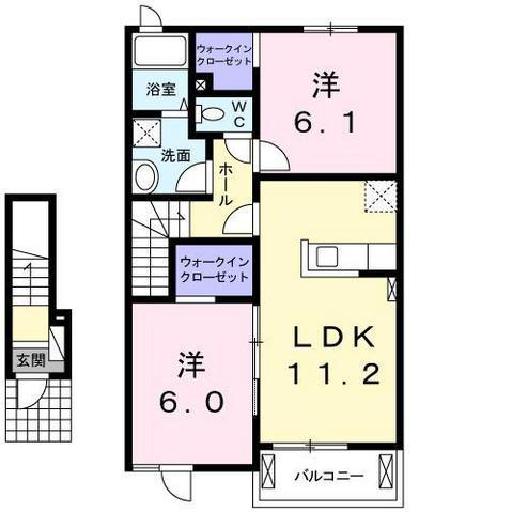 ウォークイン
クローゼット
浴室
洋
6.1
WC
洗面
ホール
ウォークイン
クローゼット
LDK
11.2
洋
6.0
玄関
バルコニー